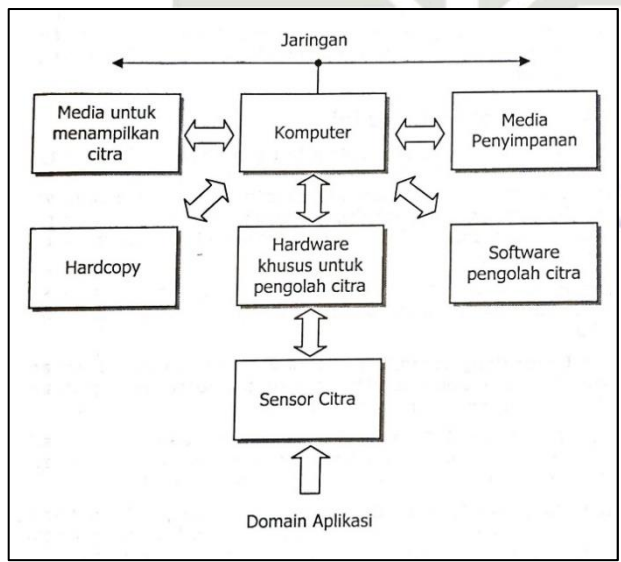 Jaringan
Media untuk
menampilkan
citra
Komputer
Media
Penyimpanan
Hardcopy
Hardware
khusus untuk
pengolah citra
Software
pengolah citra
Sensor Citra
Domain Aplikasi